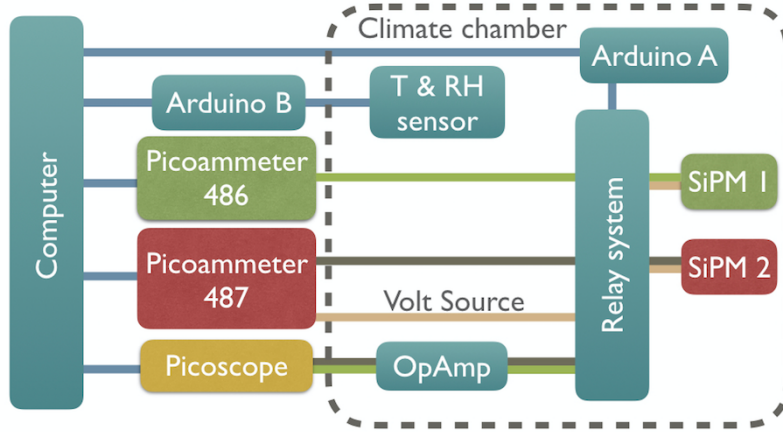 Climate chamber
Arduino A
T & RH
sensor
Arduino B
Picoammeter
486
SiPM 1
Computer
Relay system
Picoammeter
487
SiPM 2
Volt Source
Picoscope
OpAmp